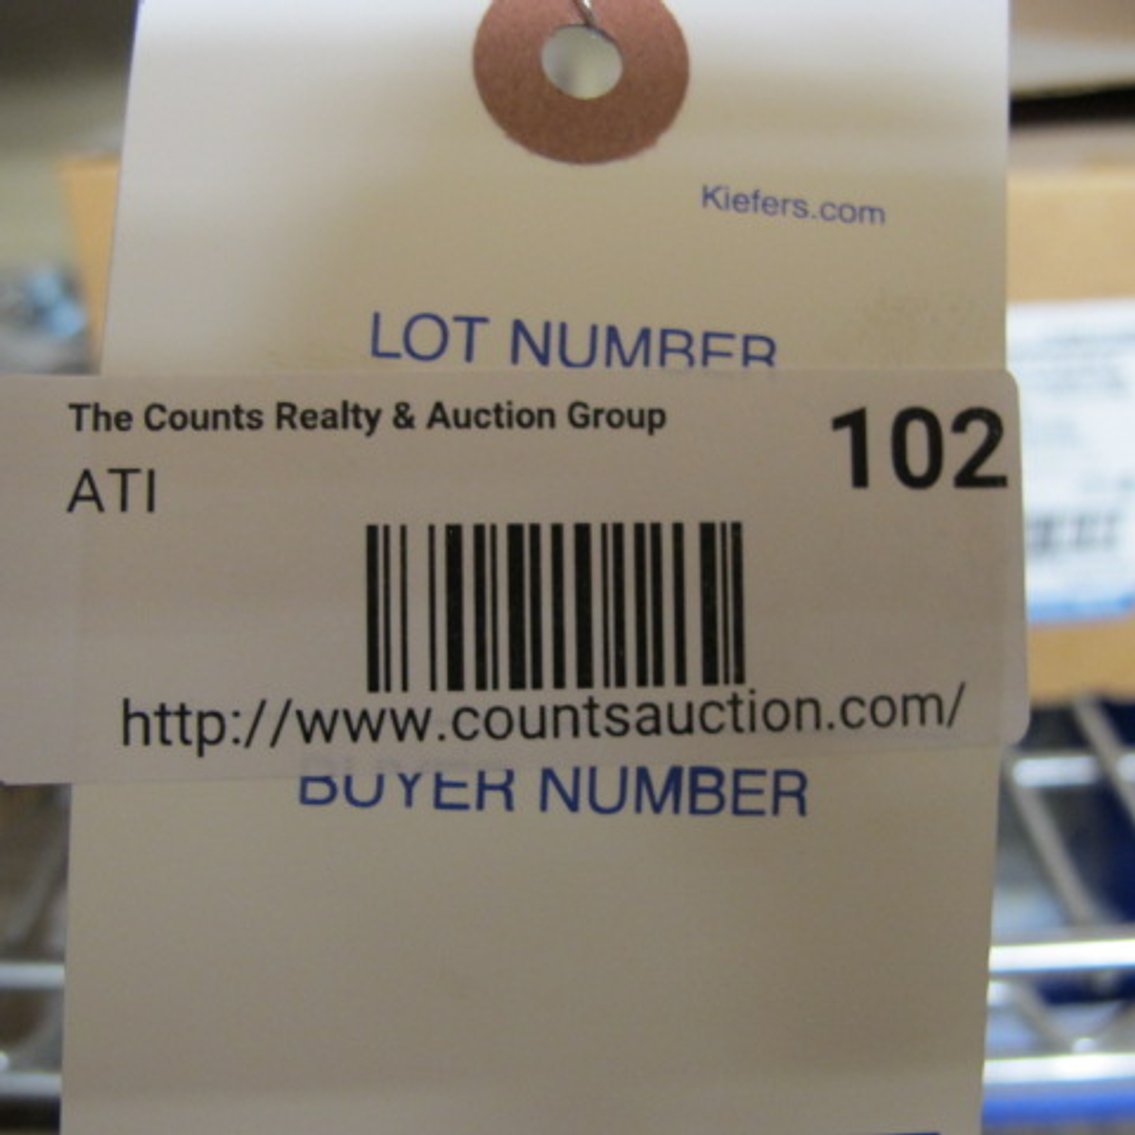 Kiefers.com
LOT NUMBER
The Counts Realty & Auction Group
102
ATI
http://www.countsauction.com/
BUYER NUMBER